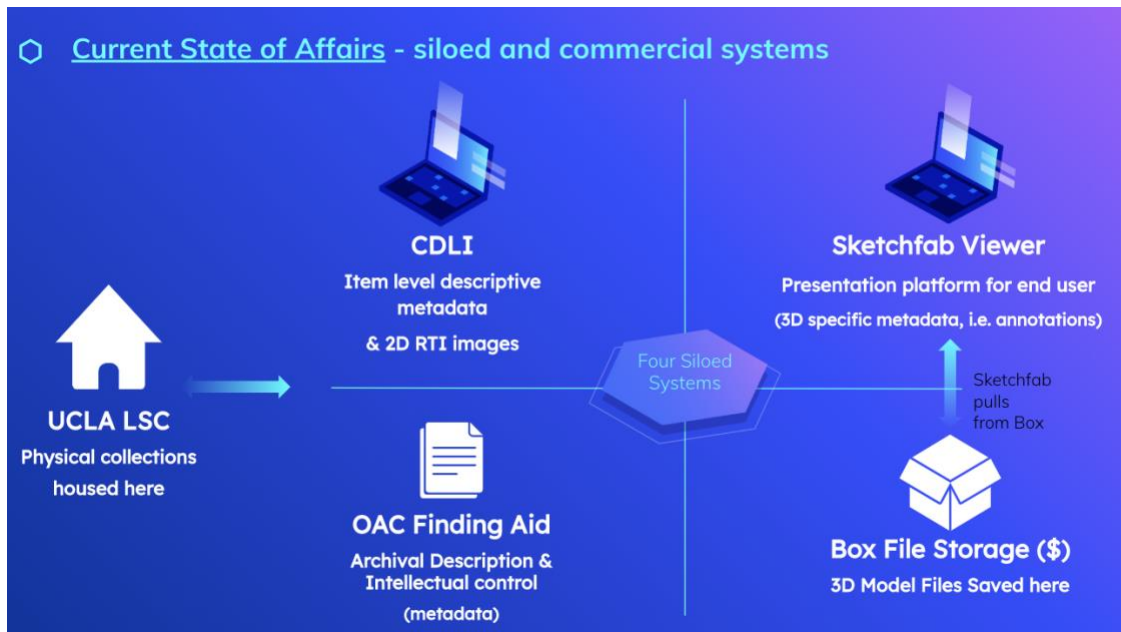 Current State of Affairs - siloed and commercial systems
CDLI
Item level descriptive
metadata
& 2D RTI images
Sketchfab Viewer
Presentation platform for end user
(3D specific metadata, i.e. annotations)
Four Siloed
Systems
Sketchfab
pulls
from Box
UCLA LSC
Physical collections
housed here
OAC Finding Aid
Archival Description &
Intellectual control
(metadata)
Box File Storage ($)
3D Model Files Saved here